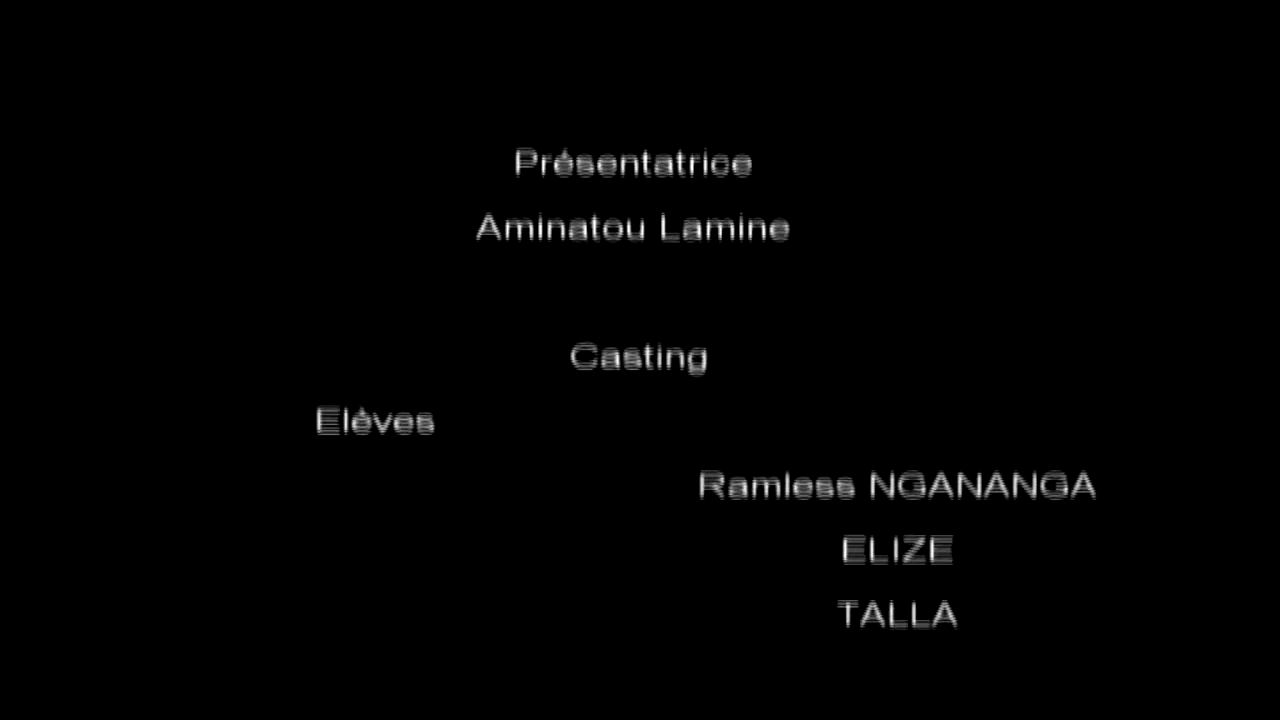 Présentatrice
Aminatou Lamine
Casting
Elèves
Ramless NGANANGA
ELIZE
TALLA